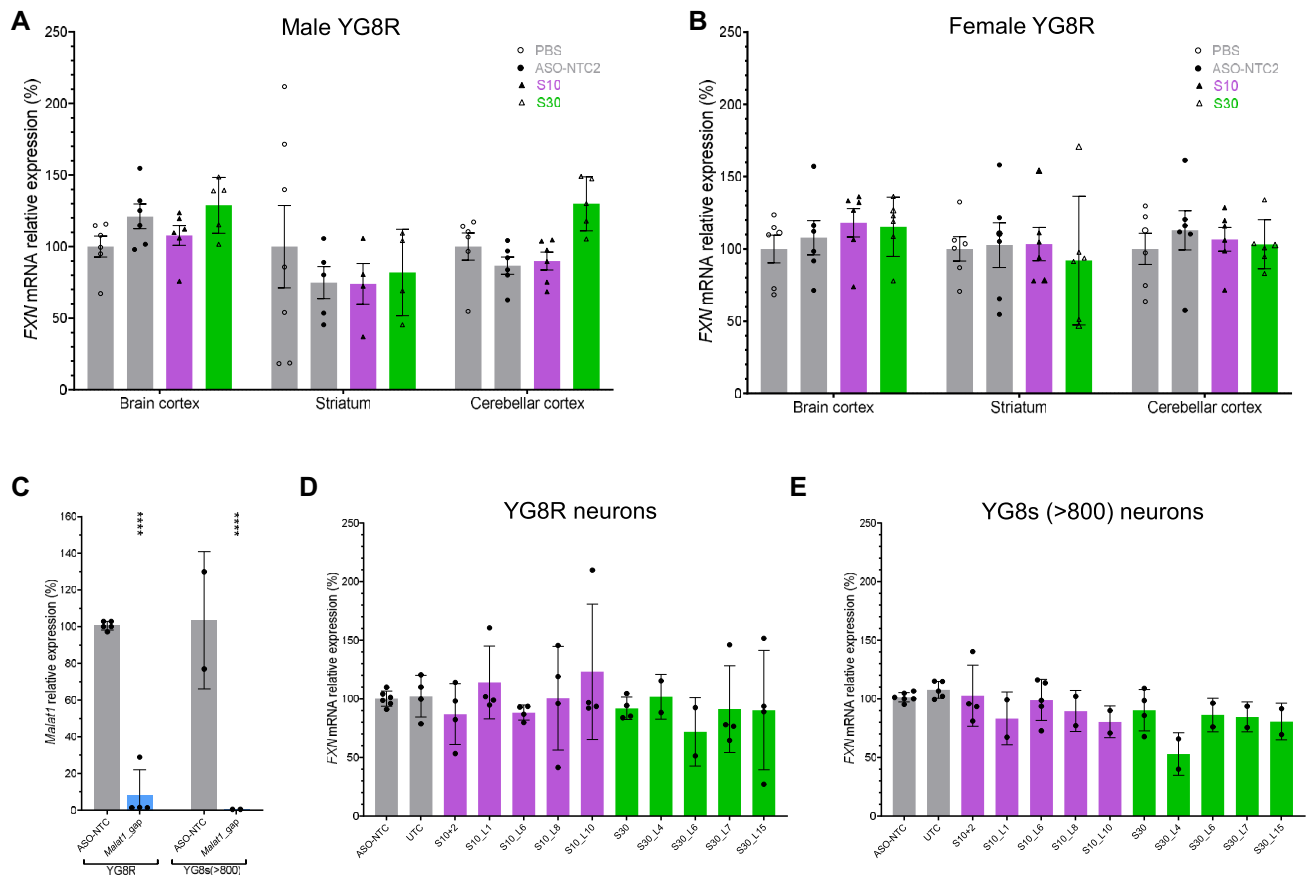 A
Male YG8R
FXN mRNA relative expression (%)
250
200
150
100
50
0
PBS
ASO-NTC2
S10
S30
Brain cortex
Striatum
Cerebellar cortex
B
Female YG8R
FXN mRNA relative expression (%)
250
200
150
100
50
0
PBS
ASO-NTC2
S10
S30
Brain cortex
Striatum
Cerebellar cortex
C
Malat1 relative expression (%)
160
140
120
100
80
60
40
20
0
****
****
ASO-NTC
Malat1_gap
ASO-NTC
Malat1_gap
YG8R
YG8s(>800)
D
YG8R neurons
FXN mRNA relative expression (%)
250
200
150
100
50
0
ASO-NTC
UTC
S10+2
S10_L1
S10_L6
S10_L8
S10_L10
S30
S30_L4
S30_L6
S30_L7
S30_L15
E
YG8s (>800) neurons
FXN mRNA relative expression (%)
250
200
150
100
50
0
ASO-NTC
UTC
S10+2
S10_L1
S10_L6
S10_L8
S10_L10
S30
S30_L4
S30_L6
S30_L7
S30_L15